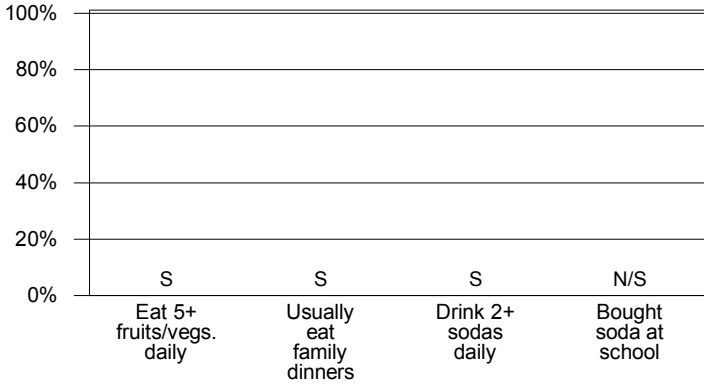 100%
80%
60%
40%
20%
0%
S
S
S
N/S
Eat 5+
fruits/vegs.
daily
Usually
eat
family
dinners
Drink 2+
sodas
daily
Bought
soda at
school